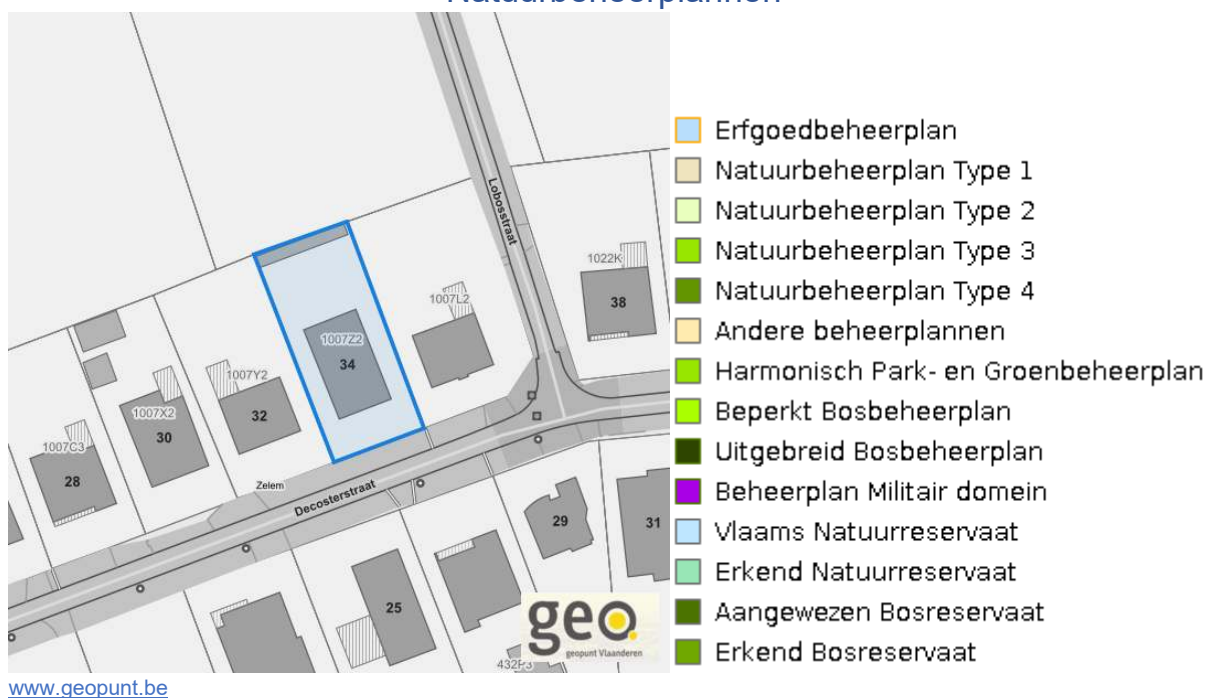 Natuurbeheerplannen
Lobosstraat
1022K
38
1007L2
1007Z2
34
1007Y2
32
1007X2
30
1007C3
28
Zelem
Decosterstraat
29
31
25
432P3
geo
geopunt Vlaanderen
Erfgoedbeheerplan
Natuurbeheerplan Type 1
Natuurbeheerplan Type 2
Natuurbeheerplan Type 3
Natuurbeheerplan Type 4
Andere beheerplannen
Harmonisch Park- en Groenbeheerplan
Beperkt Bosbeheerplan
Uitgebreid Bosbeheerplan
Beheerplan Militair domein
Vlaams Natuurreservaat
Erkend Natuurreservaat
Aangewezen Bosreservaat
Erkend Bosreservaat
www.geopunt.be